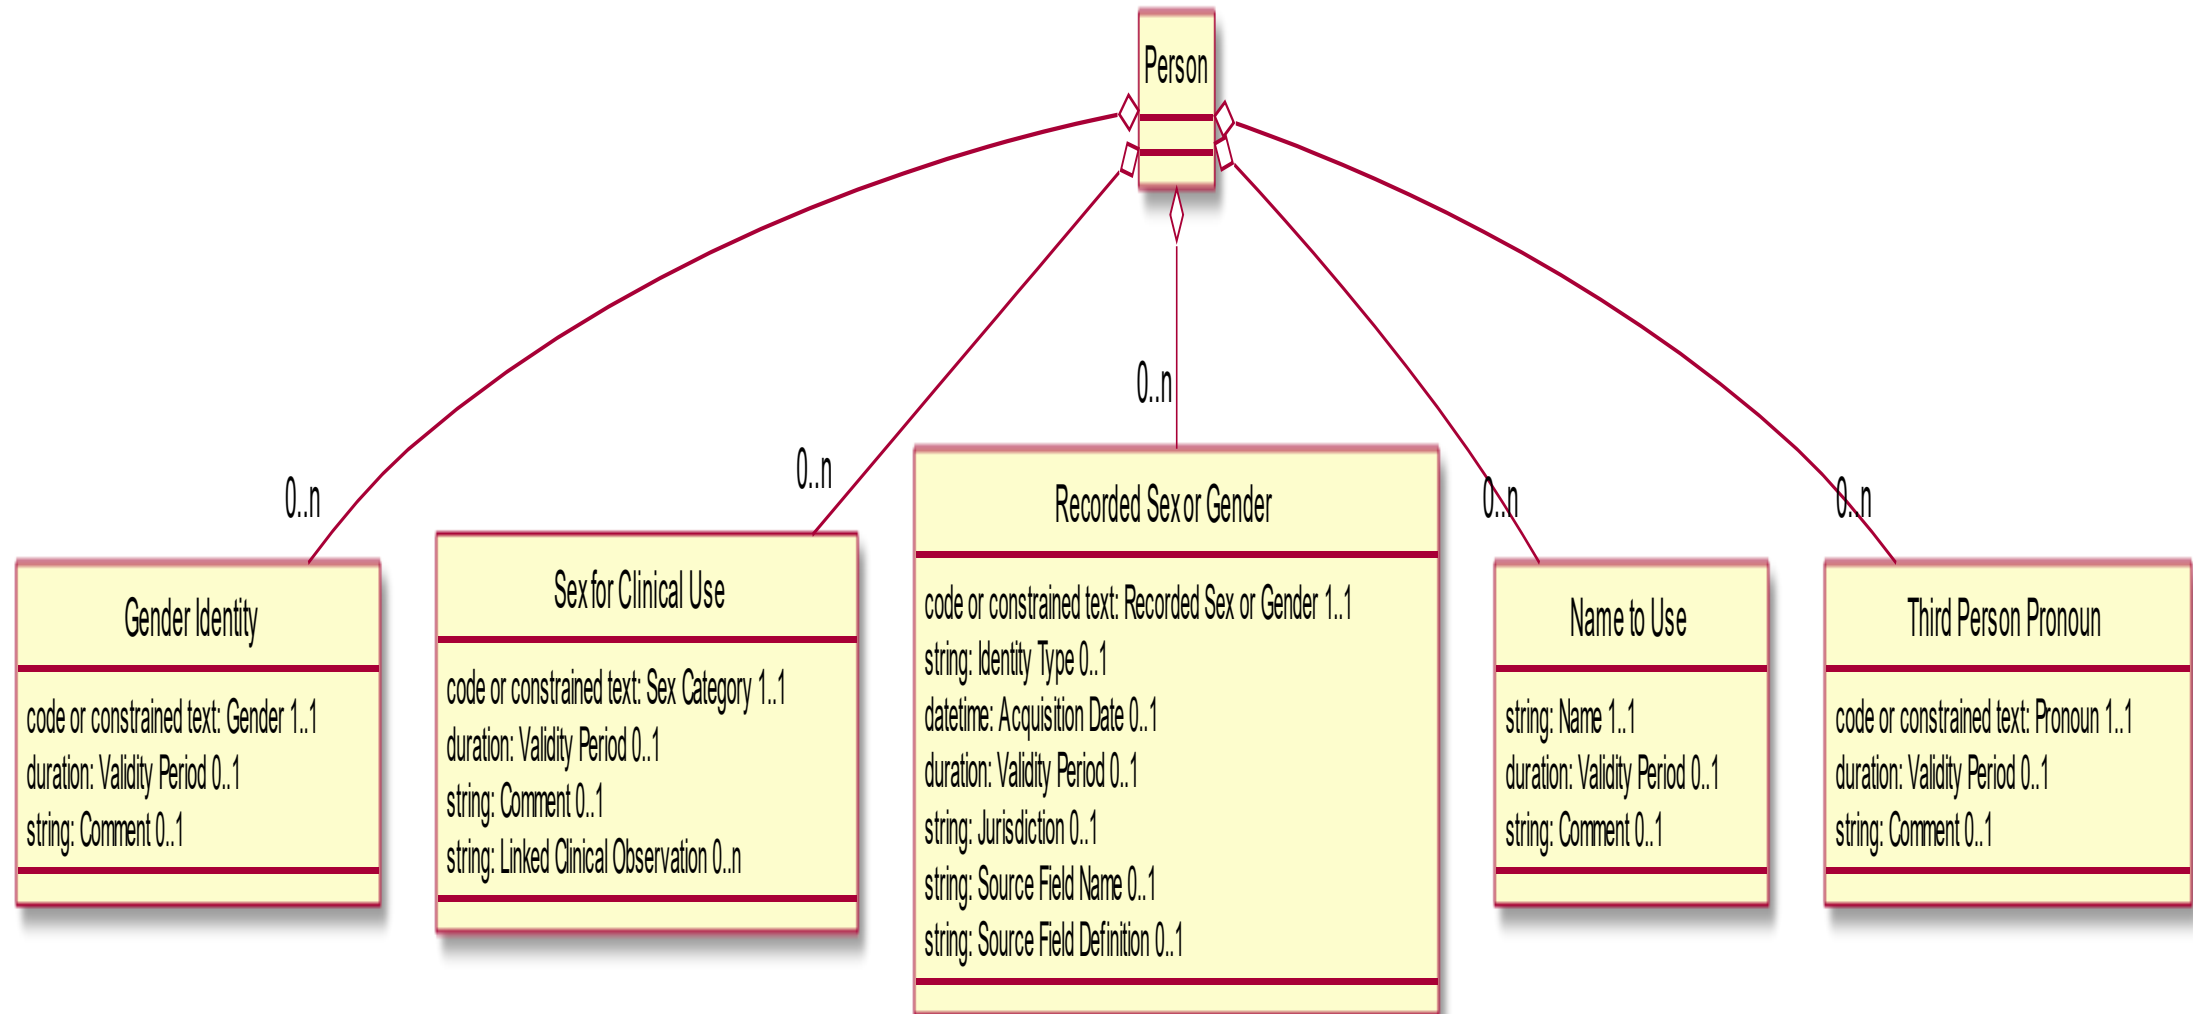 Person
0..n
0..n
0..n
0..n
0..n
Gender Identity
code or constrained text: Gender 1..1
duration: Validity Period 0..1
string: Comment 0..1
Sex for Clinical Use
code or constrained text: Sex Category 1..1
duration: Validity Period 0..1
string: Comment 0..1
string: Linked Clinical Observation 0..n
Recorded Sex or Gender
code or constrained text: Recorded Sex or Gender 1..1
string: Identity Type 0..1
datetime: Acquisition Date 0..1
duration: Validity Period 0..1
string: Jurisdiction 0..1
string: Source Field Name 0..1
string: Source Field Definition 0..1
Name to Use
string: Name 1..1
duration: Validity Period 0..1
string: Comment 0..1
Third Person Pronoun
code or constrained text: Pronoun 1..1
duration: Validity Period 0..1
string: Comment 0..1